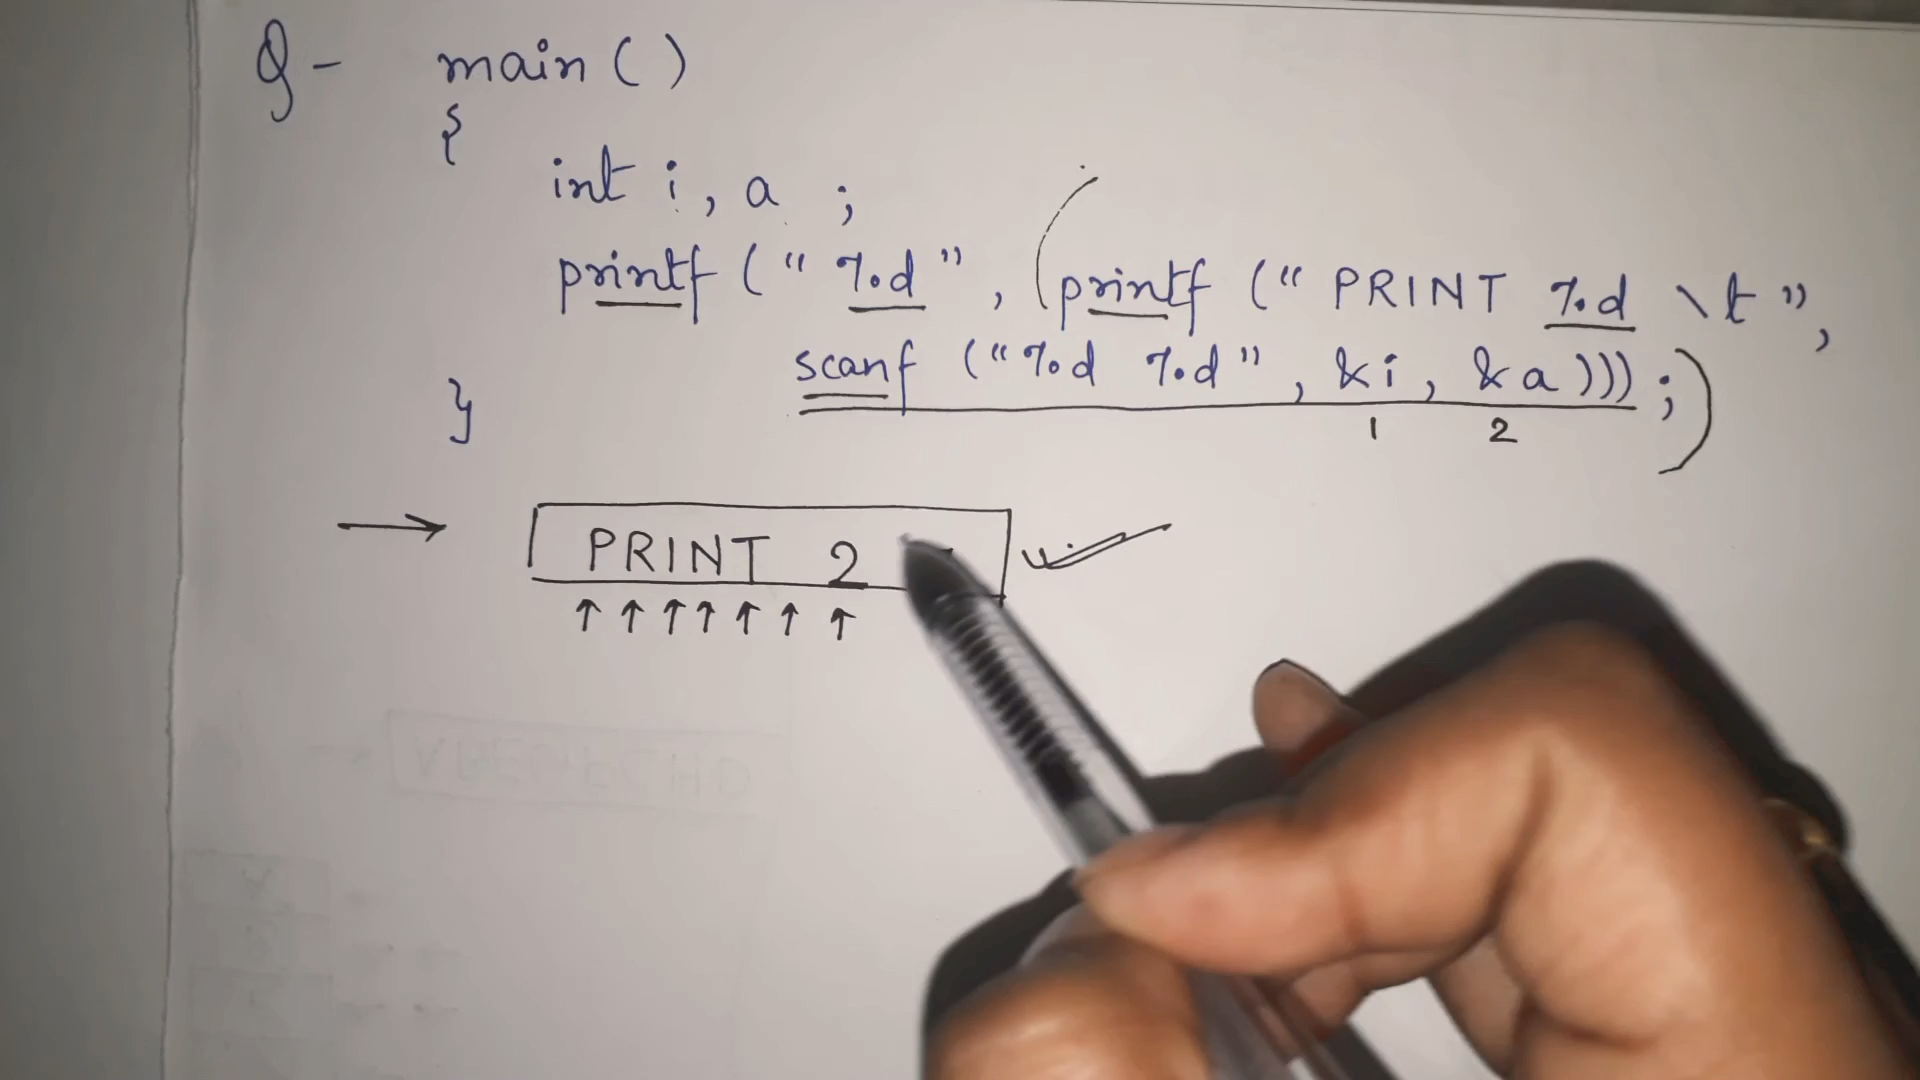 Q - main ( )
{
int i , a ;
printf ( " %d " , ( printf ( " PRINT %d \t " ,
scanf ( " %d %d " , & i , & a ))) ; )
}
1 2
→ PRINT 2
↑ ↑ ↑ ↑ ↑ ↑ ↑